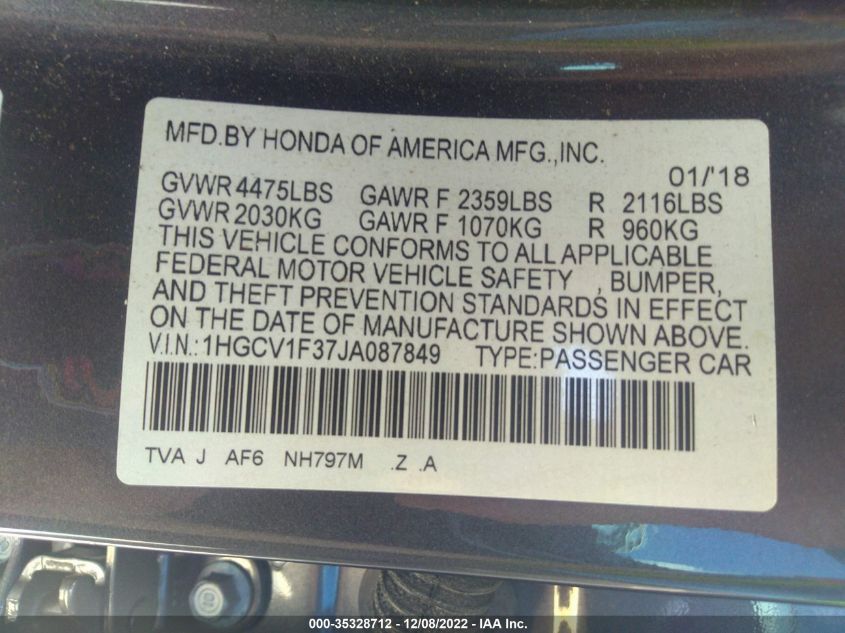 MFD.BY HONDA OF AMERICA MFG.,INC.
01/'18
GVWR 4475LBS GAWR F 2359LBS R 2116LBS
GVWR 2030KG GAWR F 1070KG R 960KG
THIS VEHICLE CONFORMS TO ALL APPLICABLE
FEDERAL MOTOR VEHICLE SAFETY , BUMPER,
AND THEFT PREVENTION STANDARDS IN EFFECT
ON THE DATE OF MANUFACTURE SHOWN ABOVE.
V.I.N.: 1HGCV1F37JA087849 TYPE:PASSENGER CAR
TVA J AF6 NH797M .Z .A
000-35328712 - 12/08/2022 - IAA Inc.